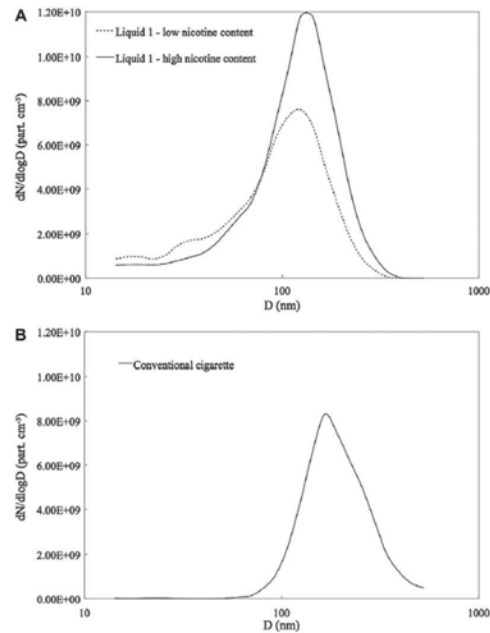 A
1.20E+10
1.00E+10
8.00E+09
6.00E+09
4.00E+09
2.00E+09
0.00E+00
dN/dlogD (part. cm⁻³)
Liquid 1 - low nicotine content
Liquid 1 - high nicotine content
10
100
1000
D (nm)
B
1.20E+10
1.00E+10
8.00E+09
6.00E+09
4.00E+09
2.00E+09
0.00E+00
dN/dlogD (part. cm⁻³)
Conventional cigarette
10
100
1000
D (nm)